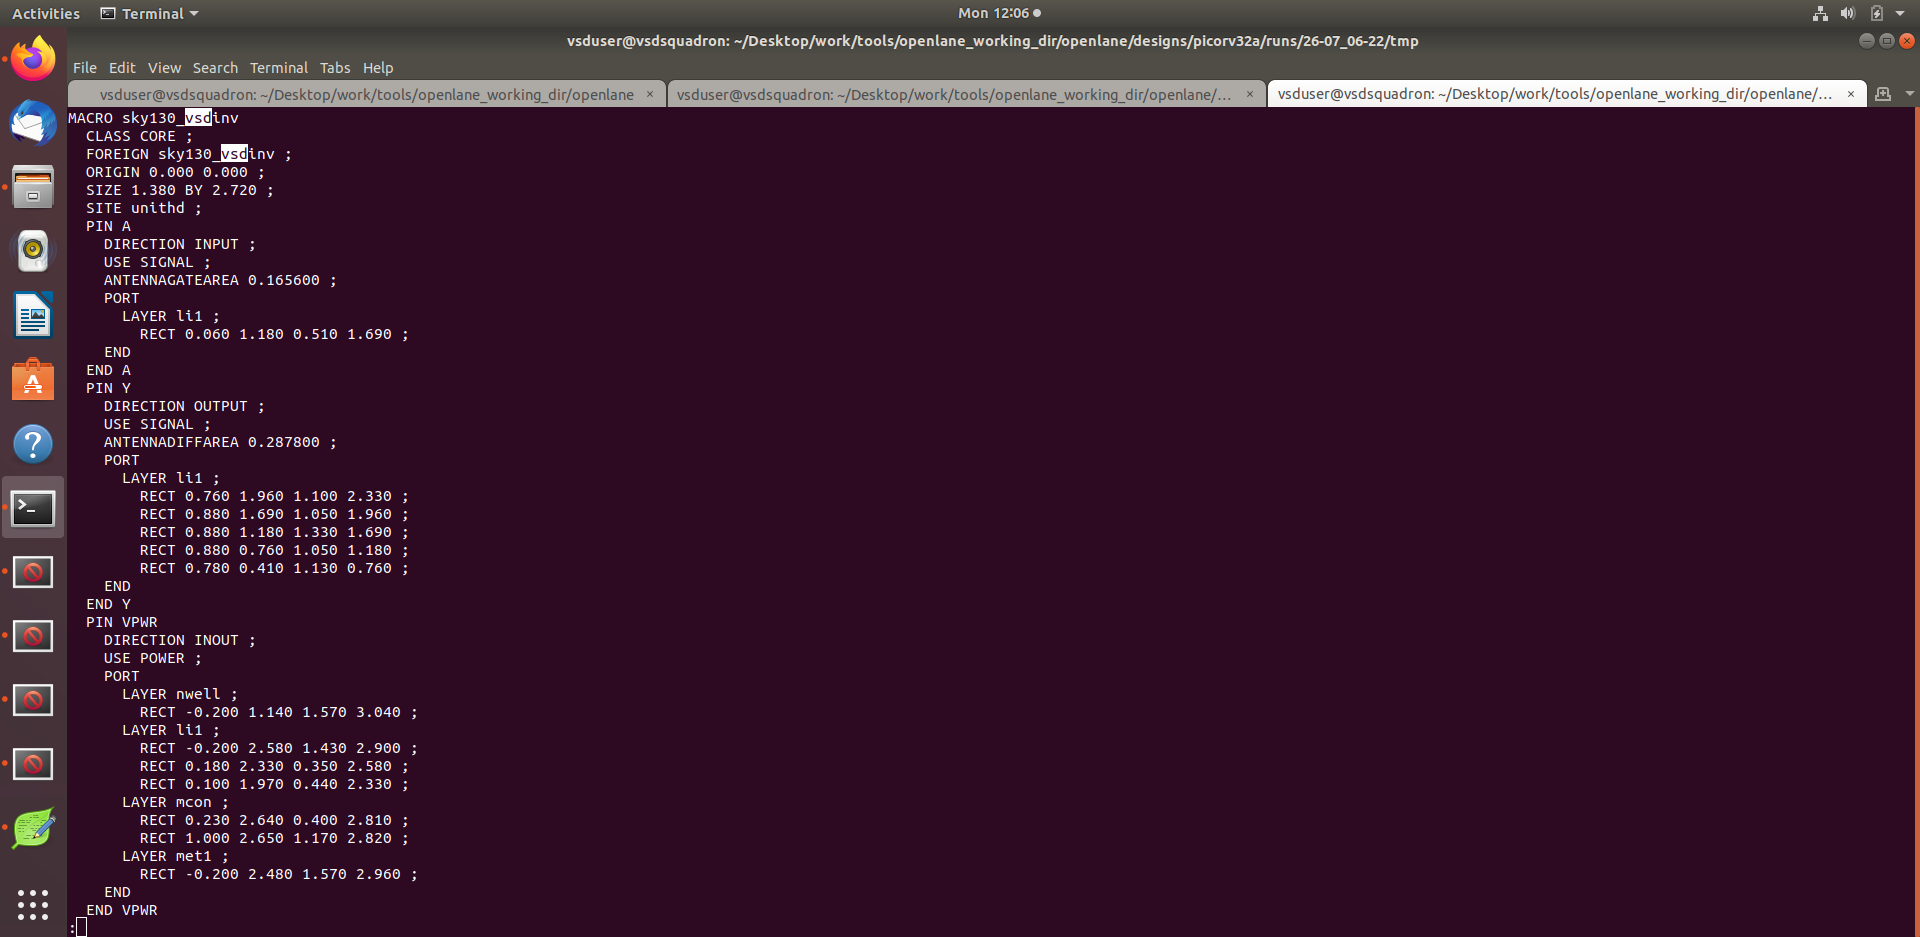 Activities Terminal Mon 12:06
vsduser@vsdsquadron: ~/Desktop/work/tools/openlane_working_dir/openlane/designs/picorv32a/runs/26-07_06-22/tmp
File Edit View Search Terminal Tabs Help
vsduser@vsdsquadron: ~/Desktop/work/tools/openlane_working_dir/openlane × vsduser@vsdsquadron: ~/Desktop/work/tools/openlane_working_dir/openlane/... × vsduser@vsdsquadron: ~/Desktop/work/tools/openlane_working_dir/openlane/... ×
MACRO sky130_vsdinv
  CLASS CORE ;
  FOREIGN sky130_vsdinv ;
  ORIGIN 0.000 0.000 ;
  SIZE 1.380 BY 2.720 ;
  SITE unithd ;
  PIN A
    DIRECTION INPUT ;
    USE SIGNAL ;
    ANTENNAGATEAREA 0.165600 ;
    PORT
      LAYER li1 ;
        RECT 0.060 1.180 0.510 1.690 ;
    END
  END A
  PIN Y
    DIRECTION OUTPUT ;
    USE SIGNAL ;
    ANTENNADIFFAREA 0.287800 ;
    PORT
      LAYER li1 ;
        RECT 0.760 1.960 1.100 2.330 ;
        RECT 0.880 1.690 1.050 1.960 ;
        RECT 0.880 1.180 1.330 1.690 ;
        RECT 0.880 0.760 1.050 1.180 ;
        RECT 0.780 0.410 1.130 0.760 ;
    END
  END Y
  PIN VPWR
    DIRECTION INOUT ;
    USE POWER ;
    PORT
      LAYER nwell ;
        RECT -0.200 1.140 1.570 3.040 ;
      LAYER li1 ;
        RECT -0.200 2.580 1.430 2.900 ;
        RECT 0.180 2.330 0.350 2.580 ;
        RECT 0.100 1.970 0.440 2.330 ;
      LAYER mcon ;
        RECT 0.230 2.640 0.400 2.810 ;
        RECT 1.000 2.650 1.170 2.820 ;
      LAYER met1 ;
        RECT -0.200 2.480 1.570 2.960 ;
    END
  END VPWR
: